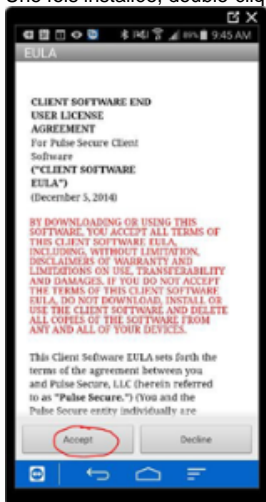 Une fois installée, double-cliq
9:45 AM
EULA
CLIENT SOFTWARE END
USER LICENSE
AGREEMENT
For Pulse Secure Client
Software
("CLIENT SOFTWARE
EULA")
(December 5, 2014)
BY DOWNLOADING OR USING THIS
SOFTWARE, YOU ACCEPT ALL TERMS OF
THIS CLIENT SOFTWARE EULA,
INCLUDING, WITHOUT LIMITATION,
DISCLAIMERS OF WARRANTY AND
LIMITATIONS ON USE, TRANSFERABILITY
AND DAMAGES. IF YOU DO NOT ACCEPT
THE TERMS OF THIS CLIENT SOFTWARE
EULA, DO NOT DOWNLOAD, INSTALL OR
USE THE CLIENT SOFTWARE AND DELETE
ALL COPIES OF THE SOFTWARE FROM
ANY AND ALL OF YOUR DEVICES.
This Client Software EULA sets forth the
terms of the agreement between you
and Pulse Secure, LLC (herein referred
to as "Pulse Secure.") (You and the
Pulse Secure entity individually are
Accept
Decline